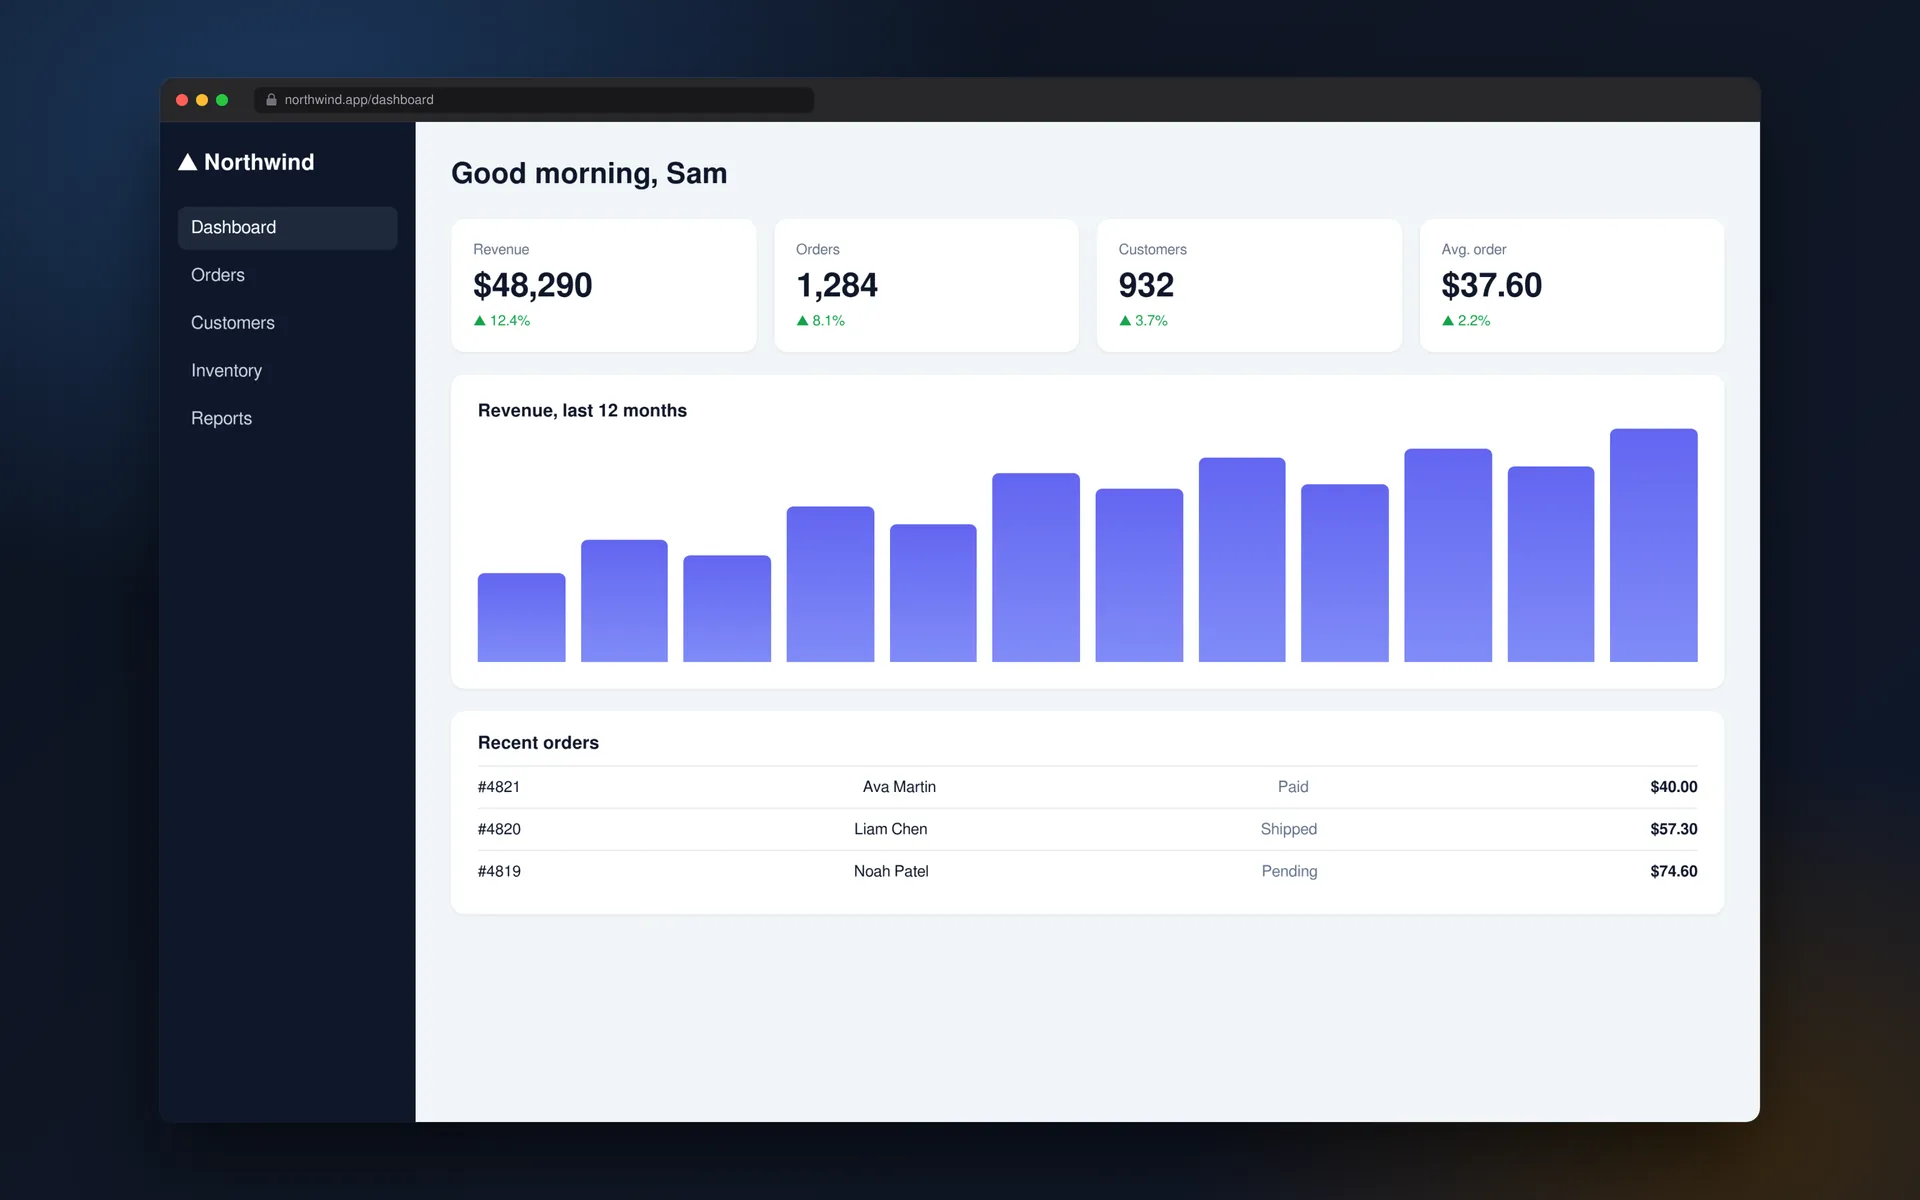 northwind.app/dashboard
Northwind
Dashboard
Orders
Customers
Inventory
Reports
Good morning, Sam
Revenue
$48,290
▲ 12.4%
Orders
1,284
▲ 8.1%
Customers
932
▲ 3.7%
Avg. order
$37.60
▲ 2.2%
Revenue, last 12 months
Recent orders
#4821 Ava Martin Paid $40.00
#4820 Liam Chen Shipped $57.30
#4819 Noah Patel Pending $74.60